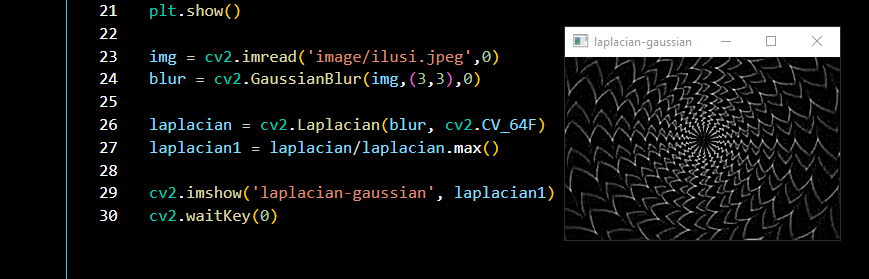 21 plt.show()
22
23 img = cv2.imread('image/ilusi.jpeg',0)
24 blur = cv2.GaussianBlur(img,(3,3),0)
25
26 laplacian = cv2.Laplacian(blur, cv2.CV_64F)
27 laplacian1 = laplacian/laplacian.max()
28
29 cv2.imshow('laplacian-gaussian', laplacian1)
30 cv2.waitKey(0)
laplacian-gaussian